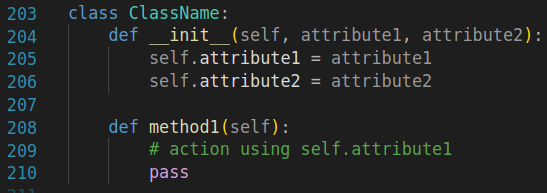 203 class ClassName:
204     def __init__(self, attribute1, attribute2):
205         self.attribute1 = attribute1
206         self.attribute2 = attribute2
207
208     def method1(self):
209         # action using self.attribute1
210         pass
211